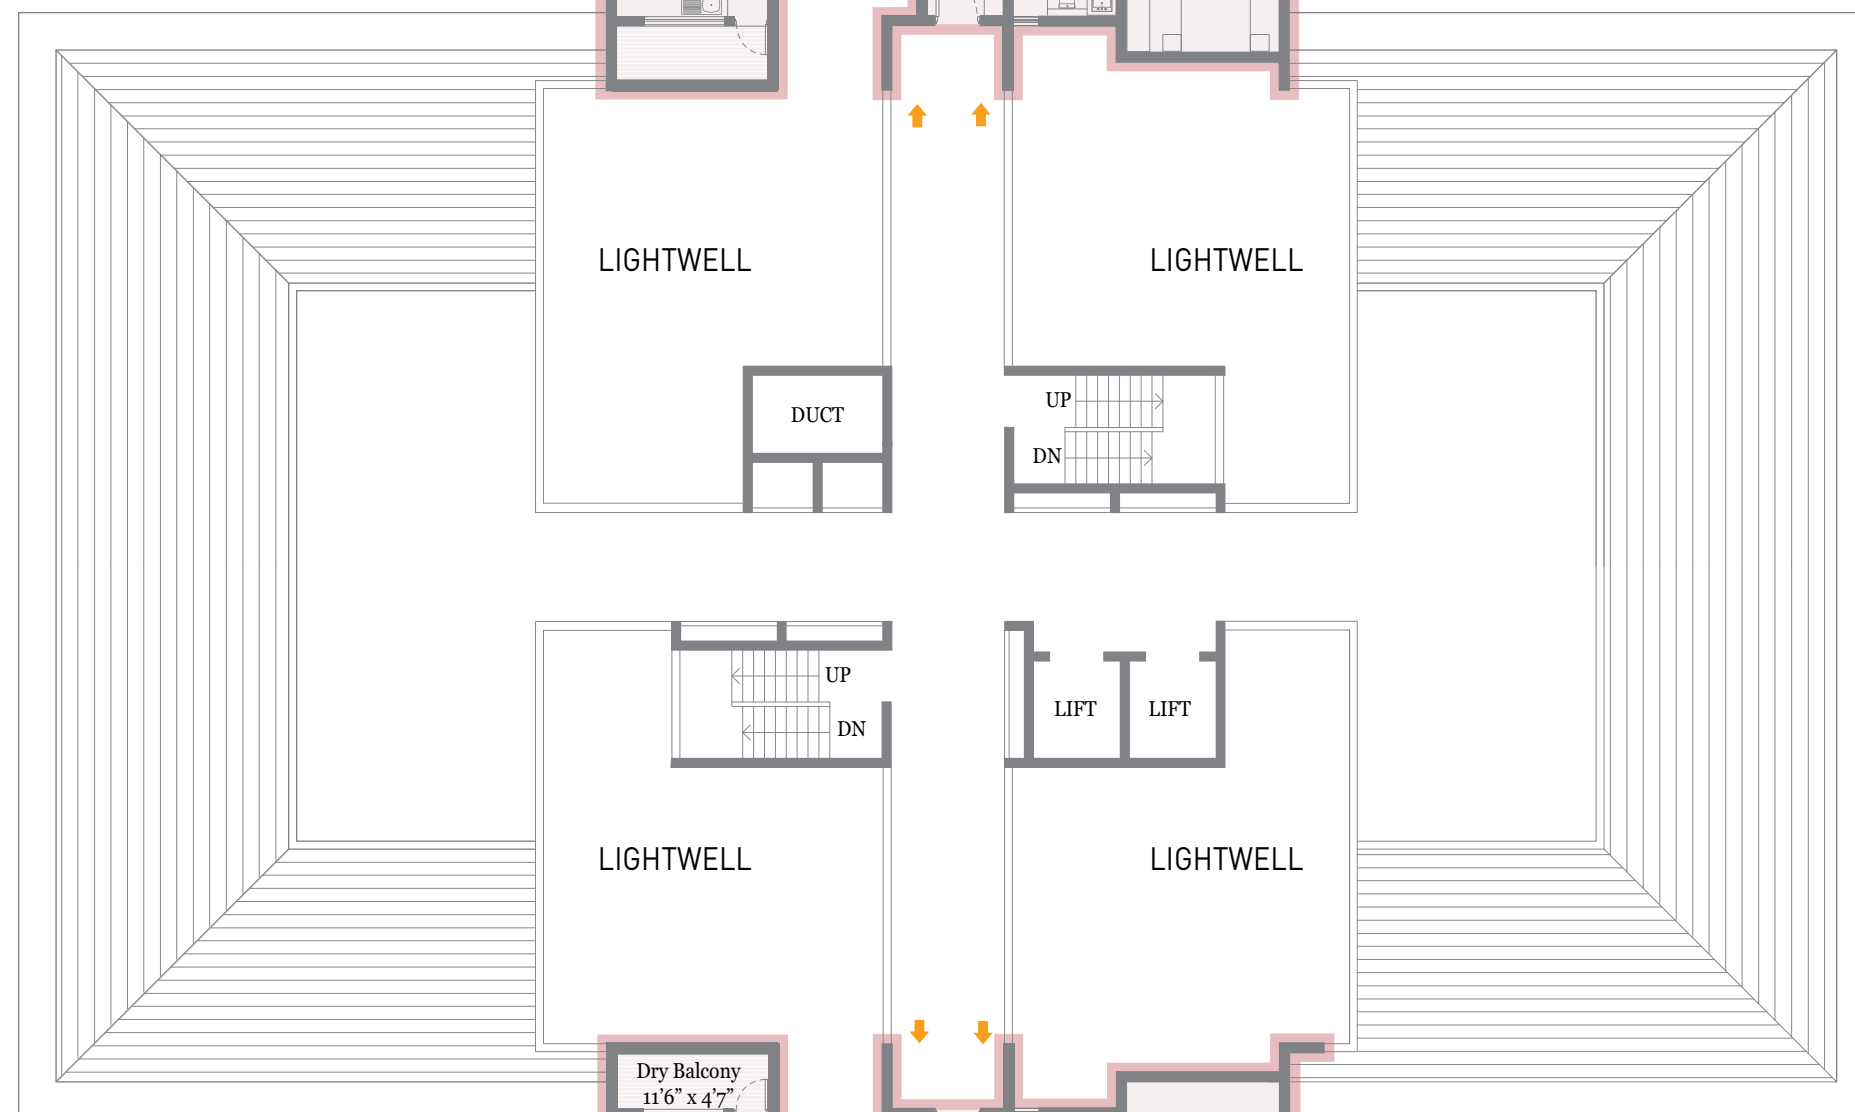 LIGHTWELL
LIGHTWELL
DUCT
UP
DN
UP
DN
LIFT
LIFT
LIGHTWELL
LIGHTWELL
Dry Balcony
11’6” x 4’7”